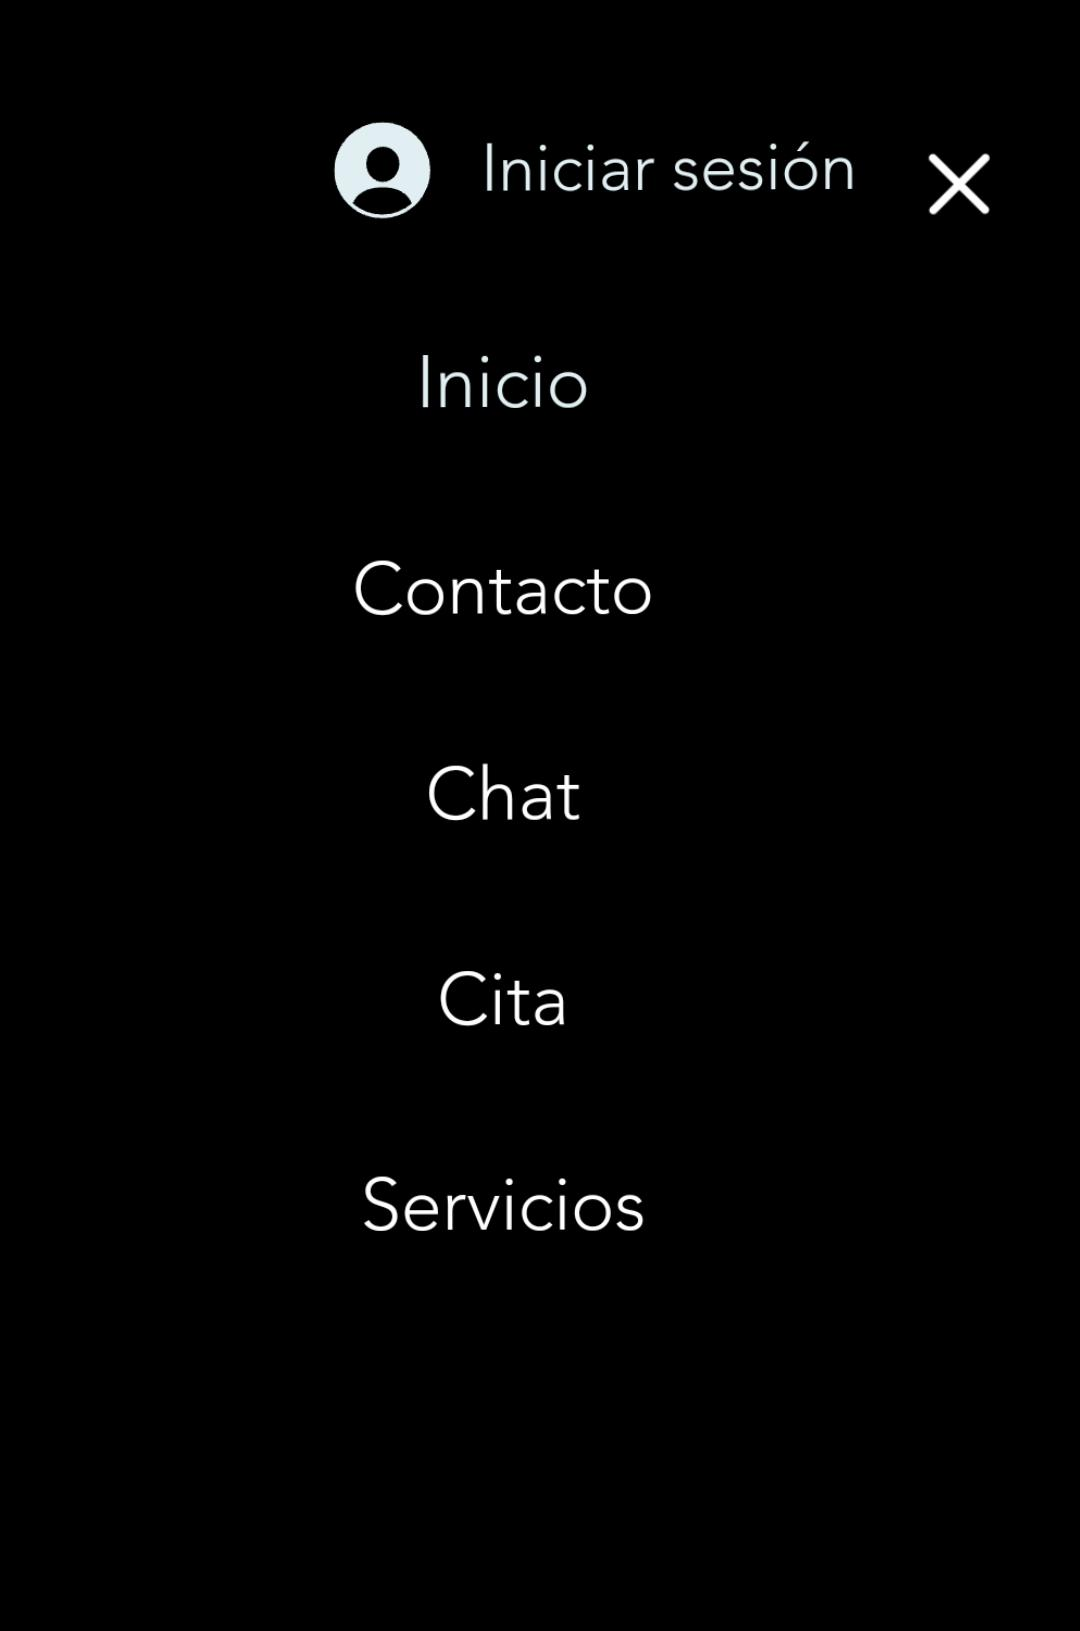 Iniciar sesión
Inicio
Contacto
Chat
Cita
Servicios